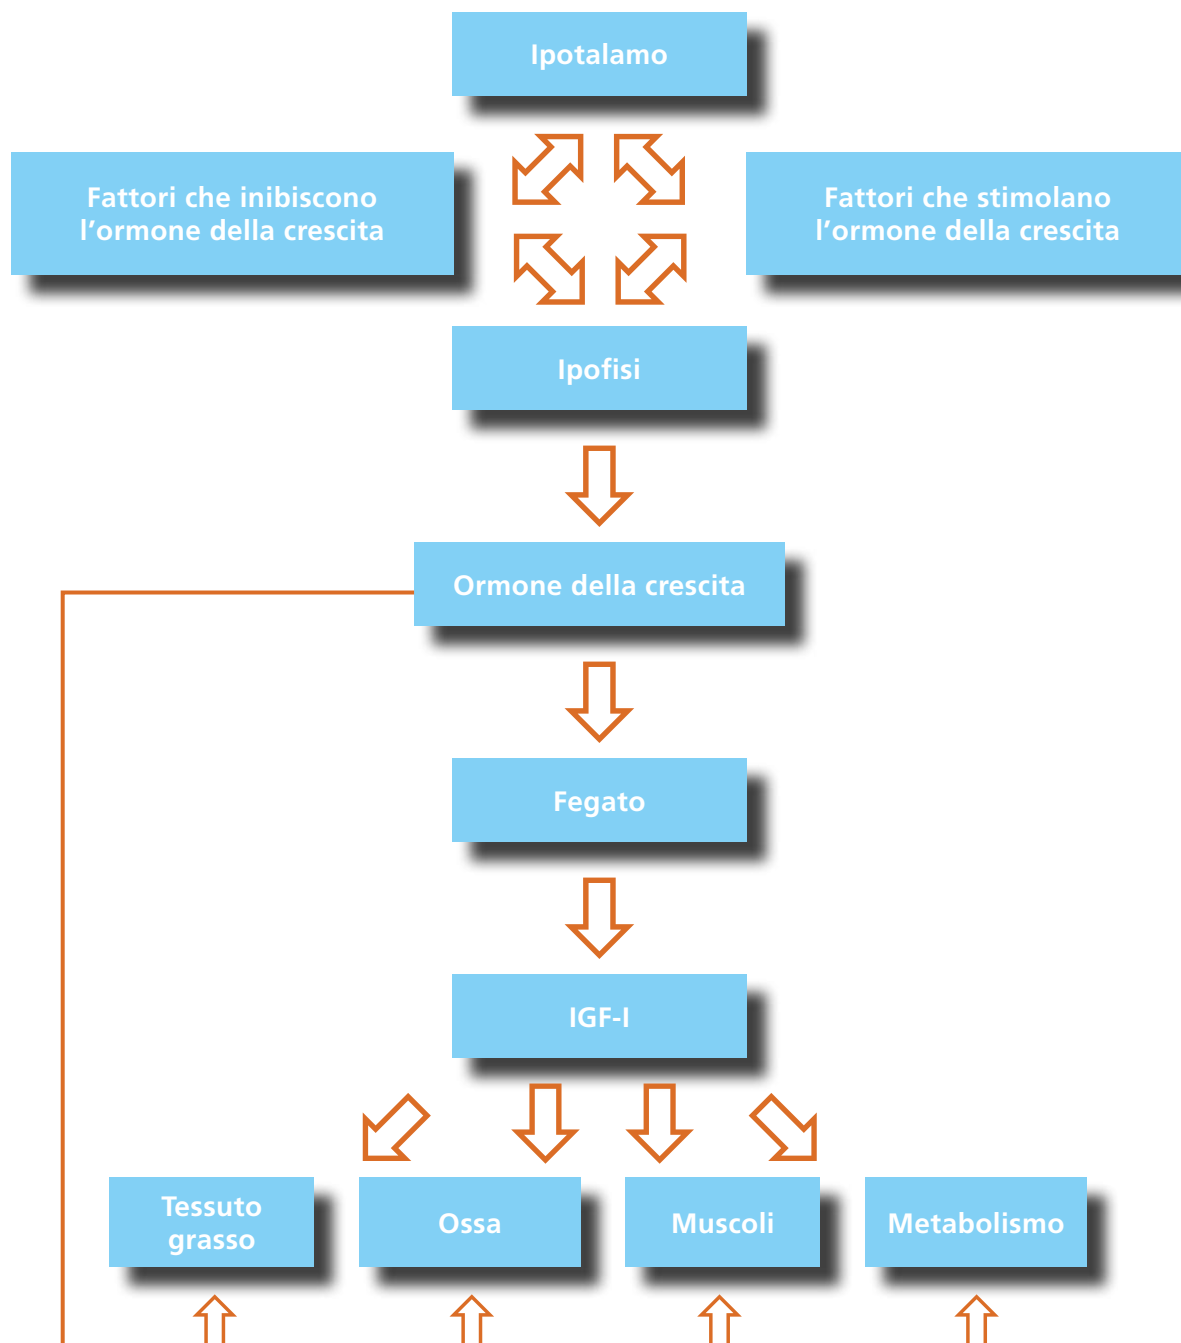 Ipotalamo
Fattori che inibiscono
l’ormone della crescita
Fattori che stimolano
l’ormone della crescita
Ipofisi
Ormone della crescita
Fegato
IGF-I
Tessuto
grasso
Ossa
Muscoli
Metabolismo